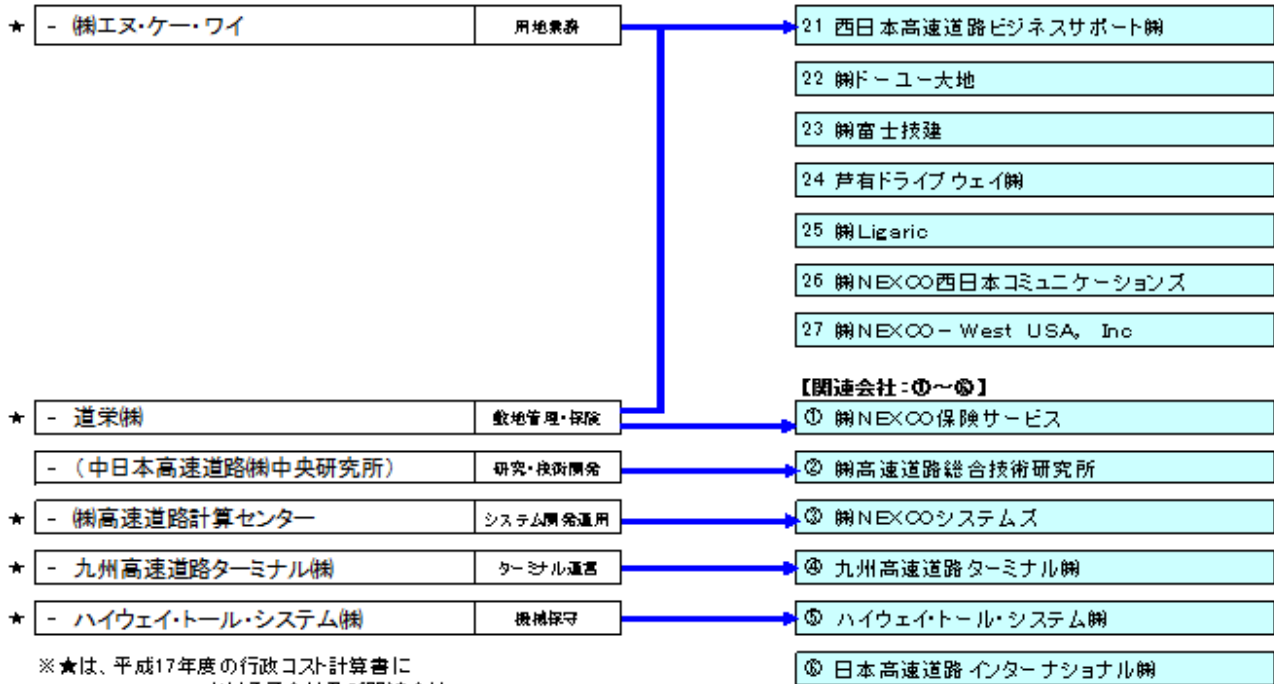 ★ - ㈱エヌ・ケー・ワイ 用地業務 21 西日本高速道路ビジネスサポート㈱
22 ㈱ドーユー大地
23 ㈱富士技建
24 芦有ドライブウェイ㈱
25 ㈱Ligaric
26 ㈱NEXCO西日本コミュニケーションズ
27 ㈱NEXCO－West USA, Inc
【関連会社:①～⑥】
★ - 道栄㈱ 敷地管理・保険 ① ㈱NEXCO保険サービス
- (中日本高速道路㈱中央研究所) 研究・技術開発 ② ㈱高速道路総合技術研究所
★ - ㈱高速道路計算センター システム開発運用 ③ ㈱NEXCOシステムズ
★ - 九州高速道路ターミナル㈱ ターミナル運営 ④ 九州高速道路ターミナル㈱
★ - ハイウェイ・トール・システム㈱ 機械保守 ⑤ ハイウェイ・トール・システム㈱
⑥ 日本高速道路インターナショナル㈱
※★は、平成17年度の行政コスト計算書に